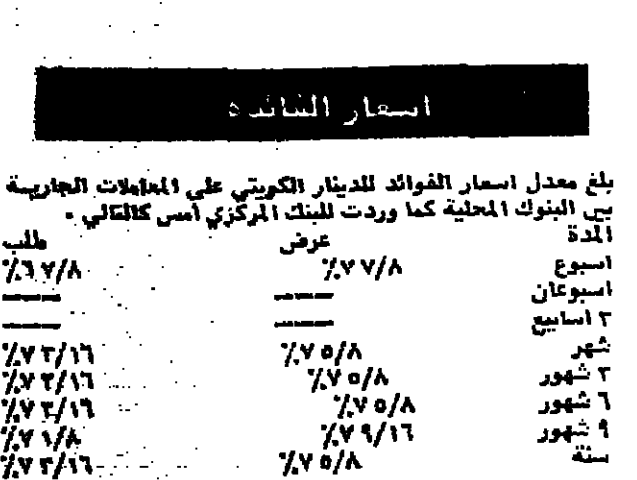 اسعار الفائدة
بلغ معدل اسعار الفوائد للدينار الكويتي على المعاملات الجارية
بين البنوك المحلية كما وردت للبنك المركزي امس كالتالي -
المدة عرض طلب
اسبوع ٧ ٧/٨٪ ٦ ٧/٨٪
اسبوعان —— ——
٣ اسابيع —— ——
شهر ٧ ٥/٨٪ ٧ ٣/١٦٪
٣ شهور ٧ ٥/٨٪ ٧ ٣/١٦٪
٦ شهور ٧ ٥/٨٪ ٧ ٣/١٦٪
٩ شهور ٧ ٩/١٦٪ ٧ ١/٨٪
سنة ٧ ٥/٨٪ ٧ ٣/١٦٪